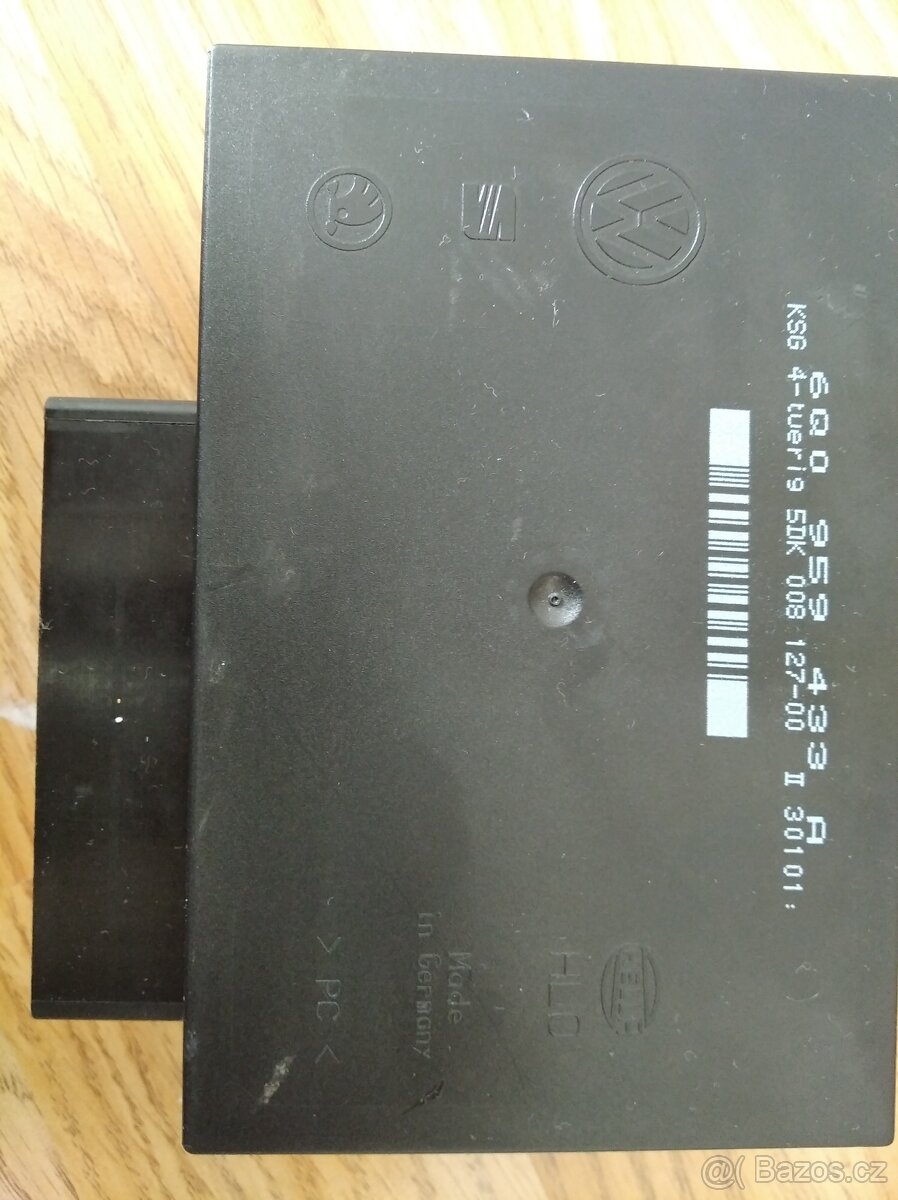 6Q0 959 433 A
KSG 4-tuerig 5DK 008 127-00 II 30101:
HELLA
HLO
Made
in Germany
> PC <
@( Bazos.cz